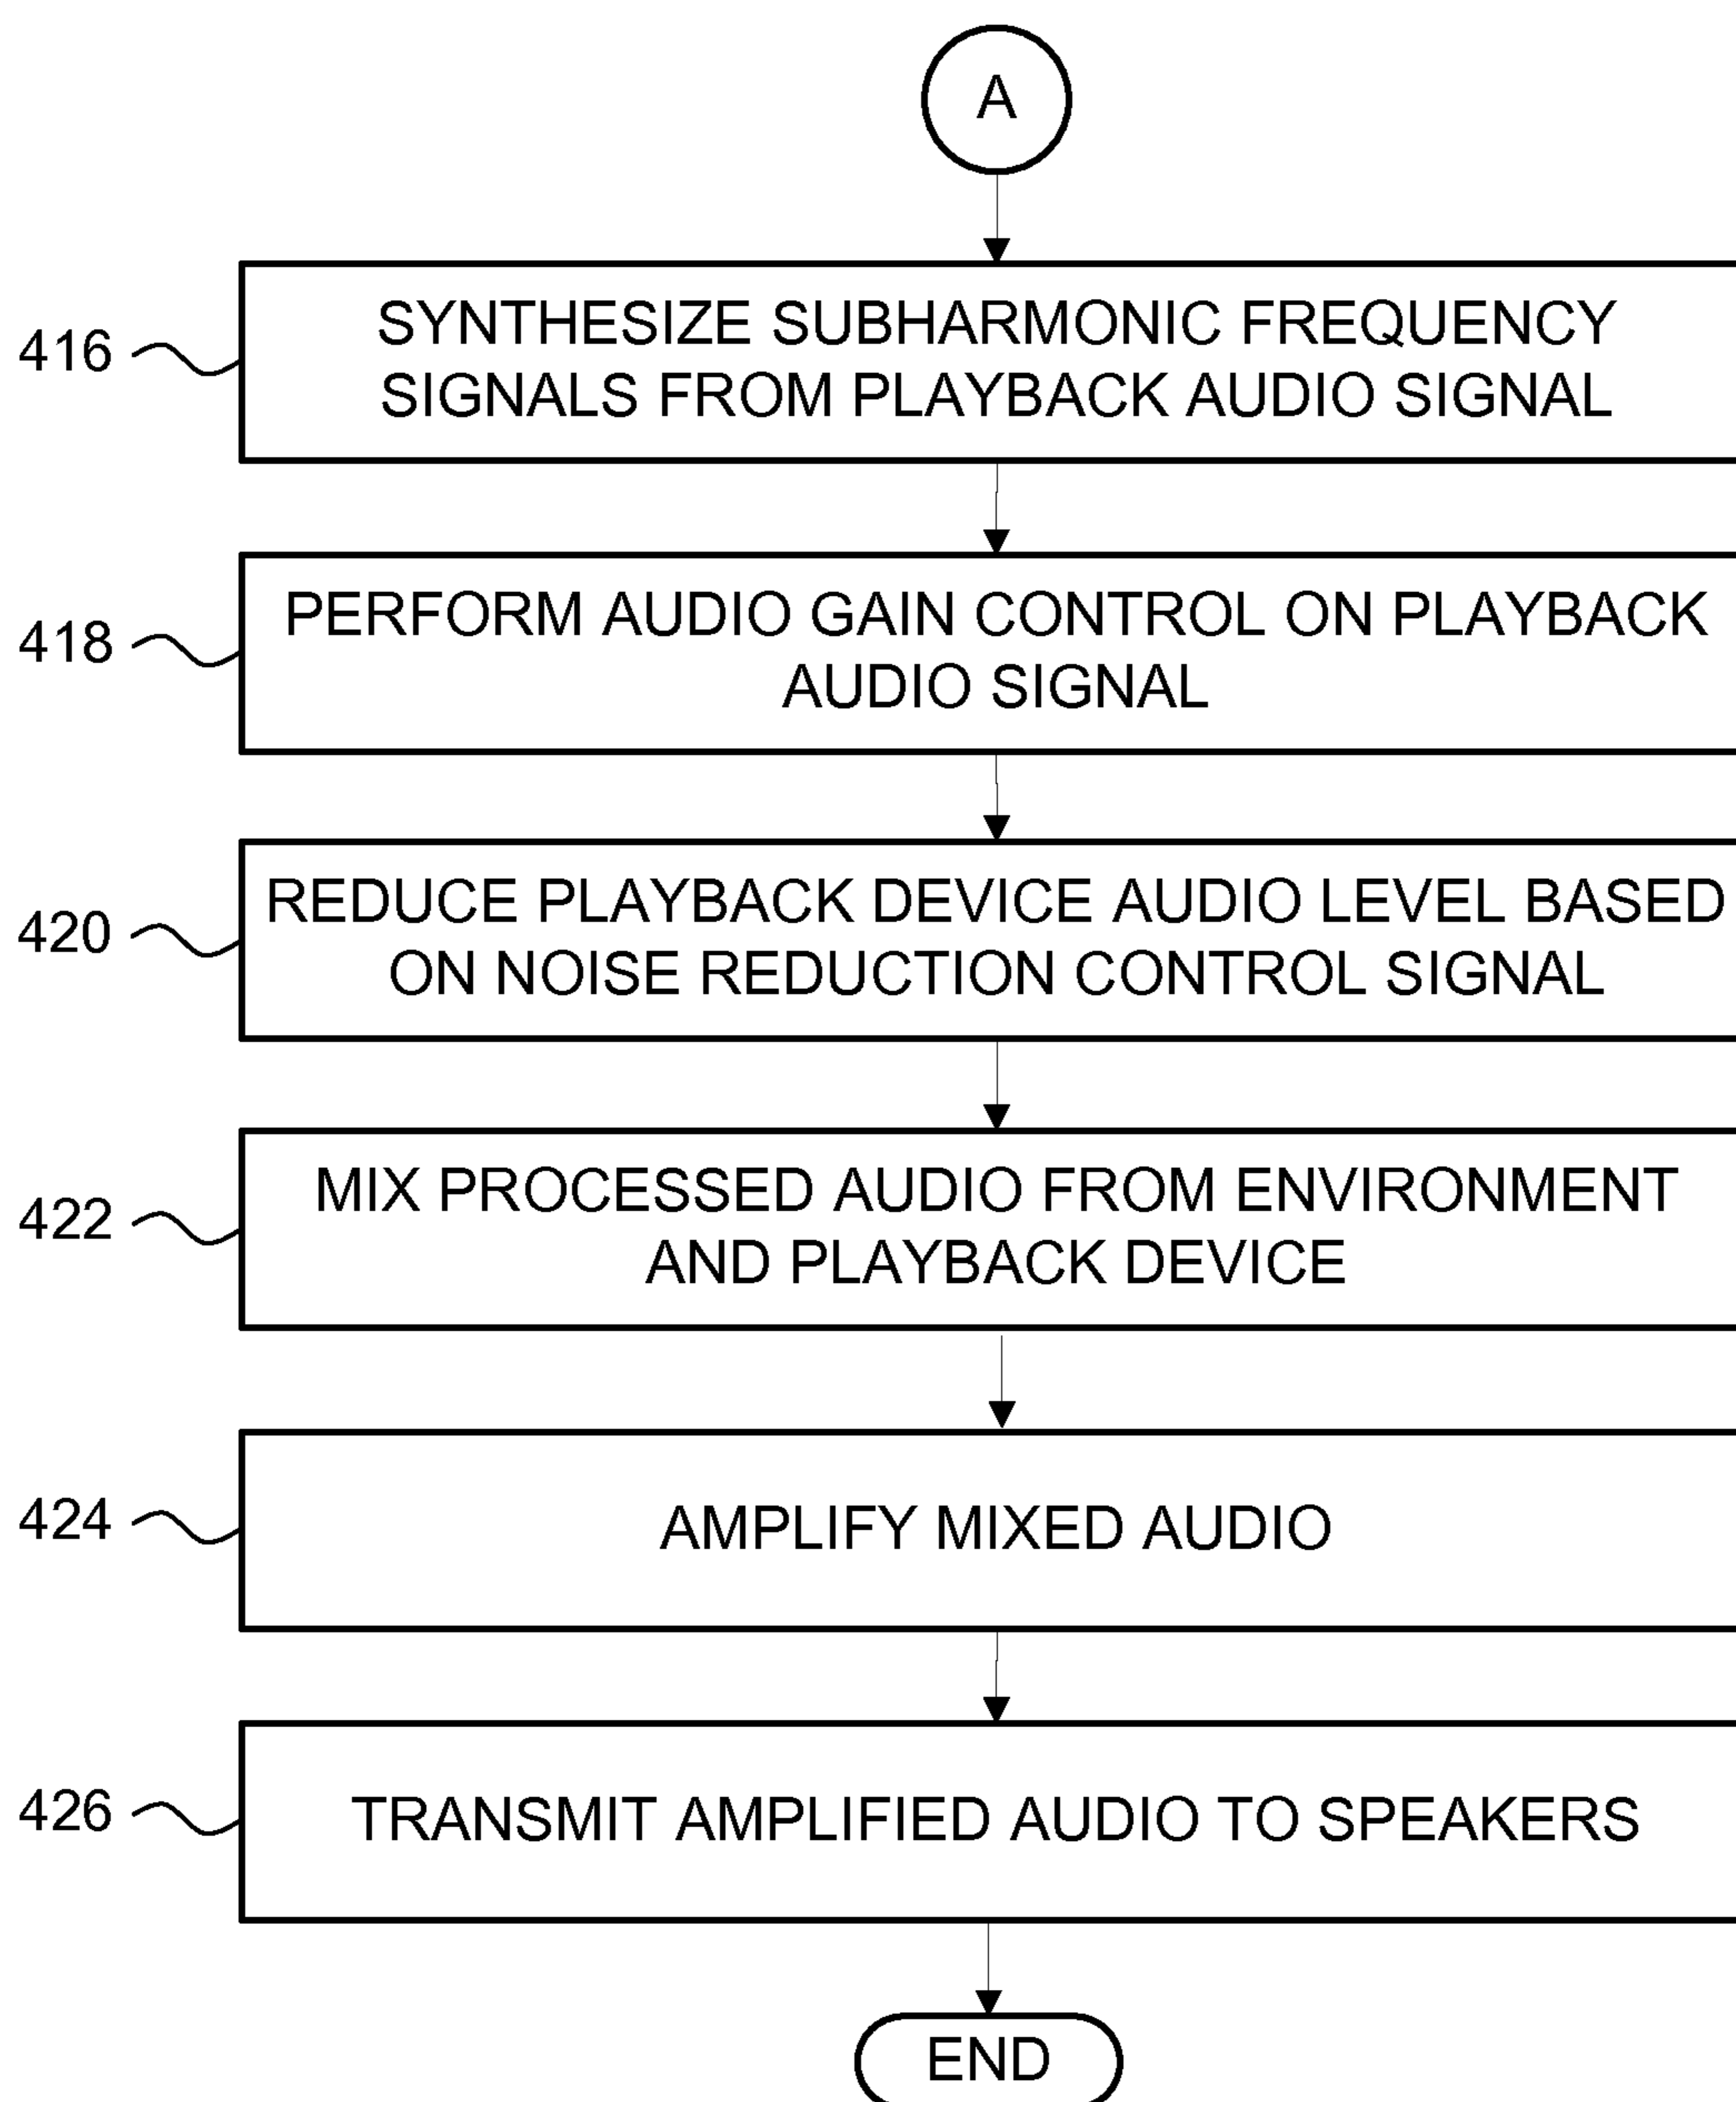 A
416
SYNTHESIZE SUBHARMONIC FREQUENCY
SIGNALS FROM PLAYBACK AUDIO SIGNAL
418
PERFORM AUDIO GAIN CONTROL ON PLAYBACK
AUDIO SIGNAL
420
REDUCE PLAYBACK DEVICE AUDIO LEVEL BASED
ON NOISE REDUCTION CONTROL SIGNAL
422
MIX PROCESSED AUDIO FROM ENVIRONMENT
AND PLAYBACK DEVICE
424
AMPLIFY MIXED AUDIO
426
TRANSMIT AMPLIFIED AUDIO TO SPEAKERS
END